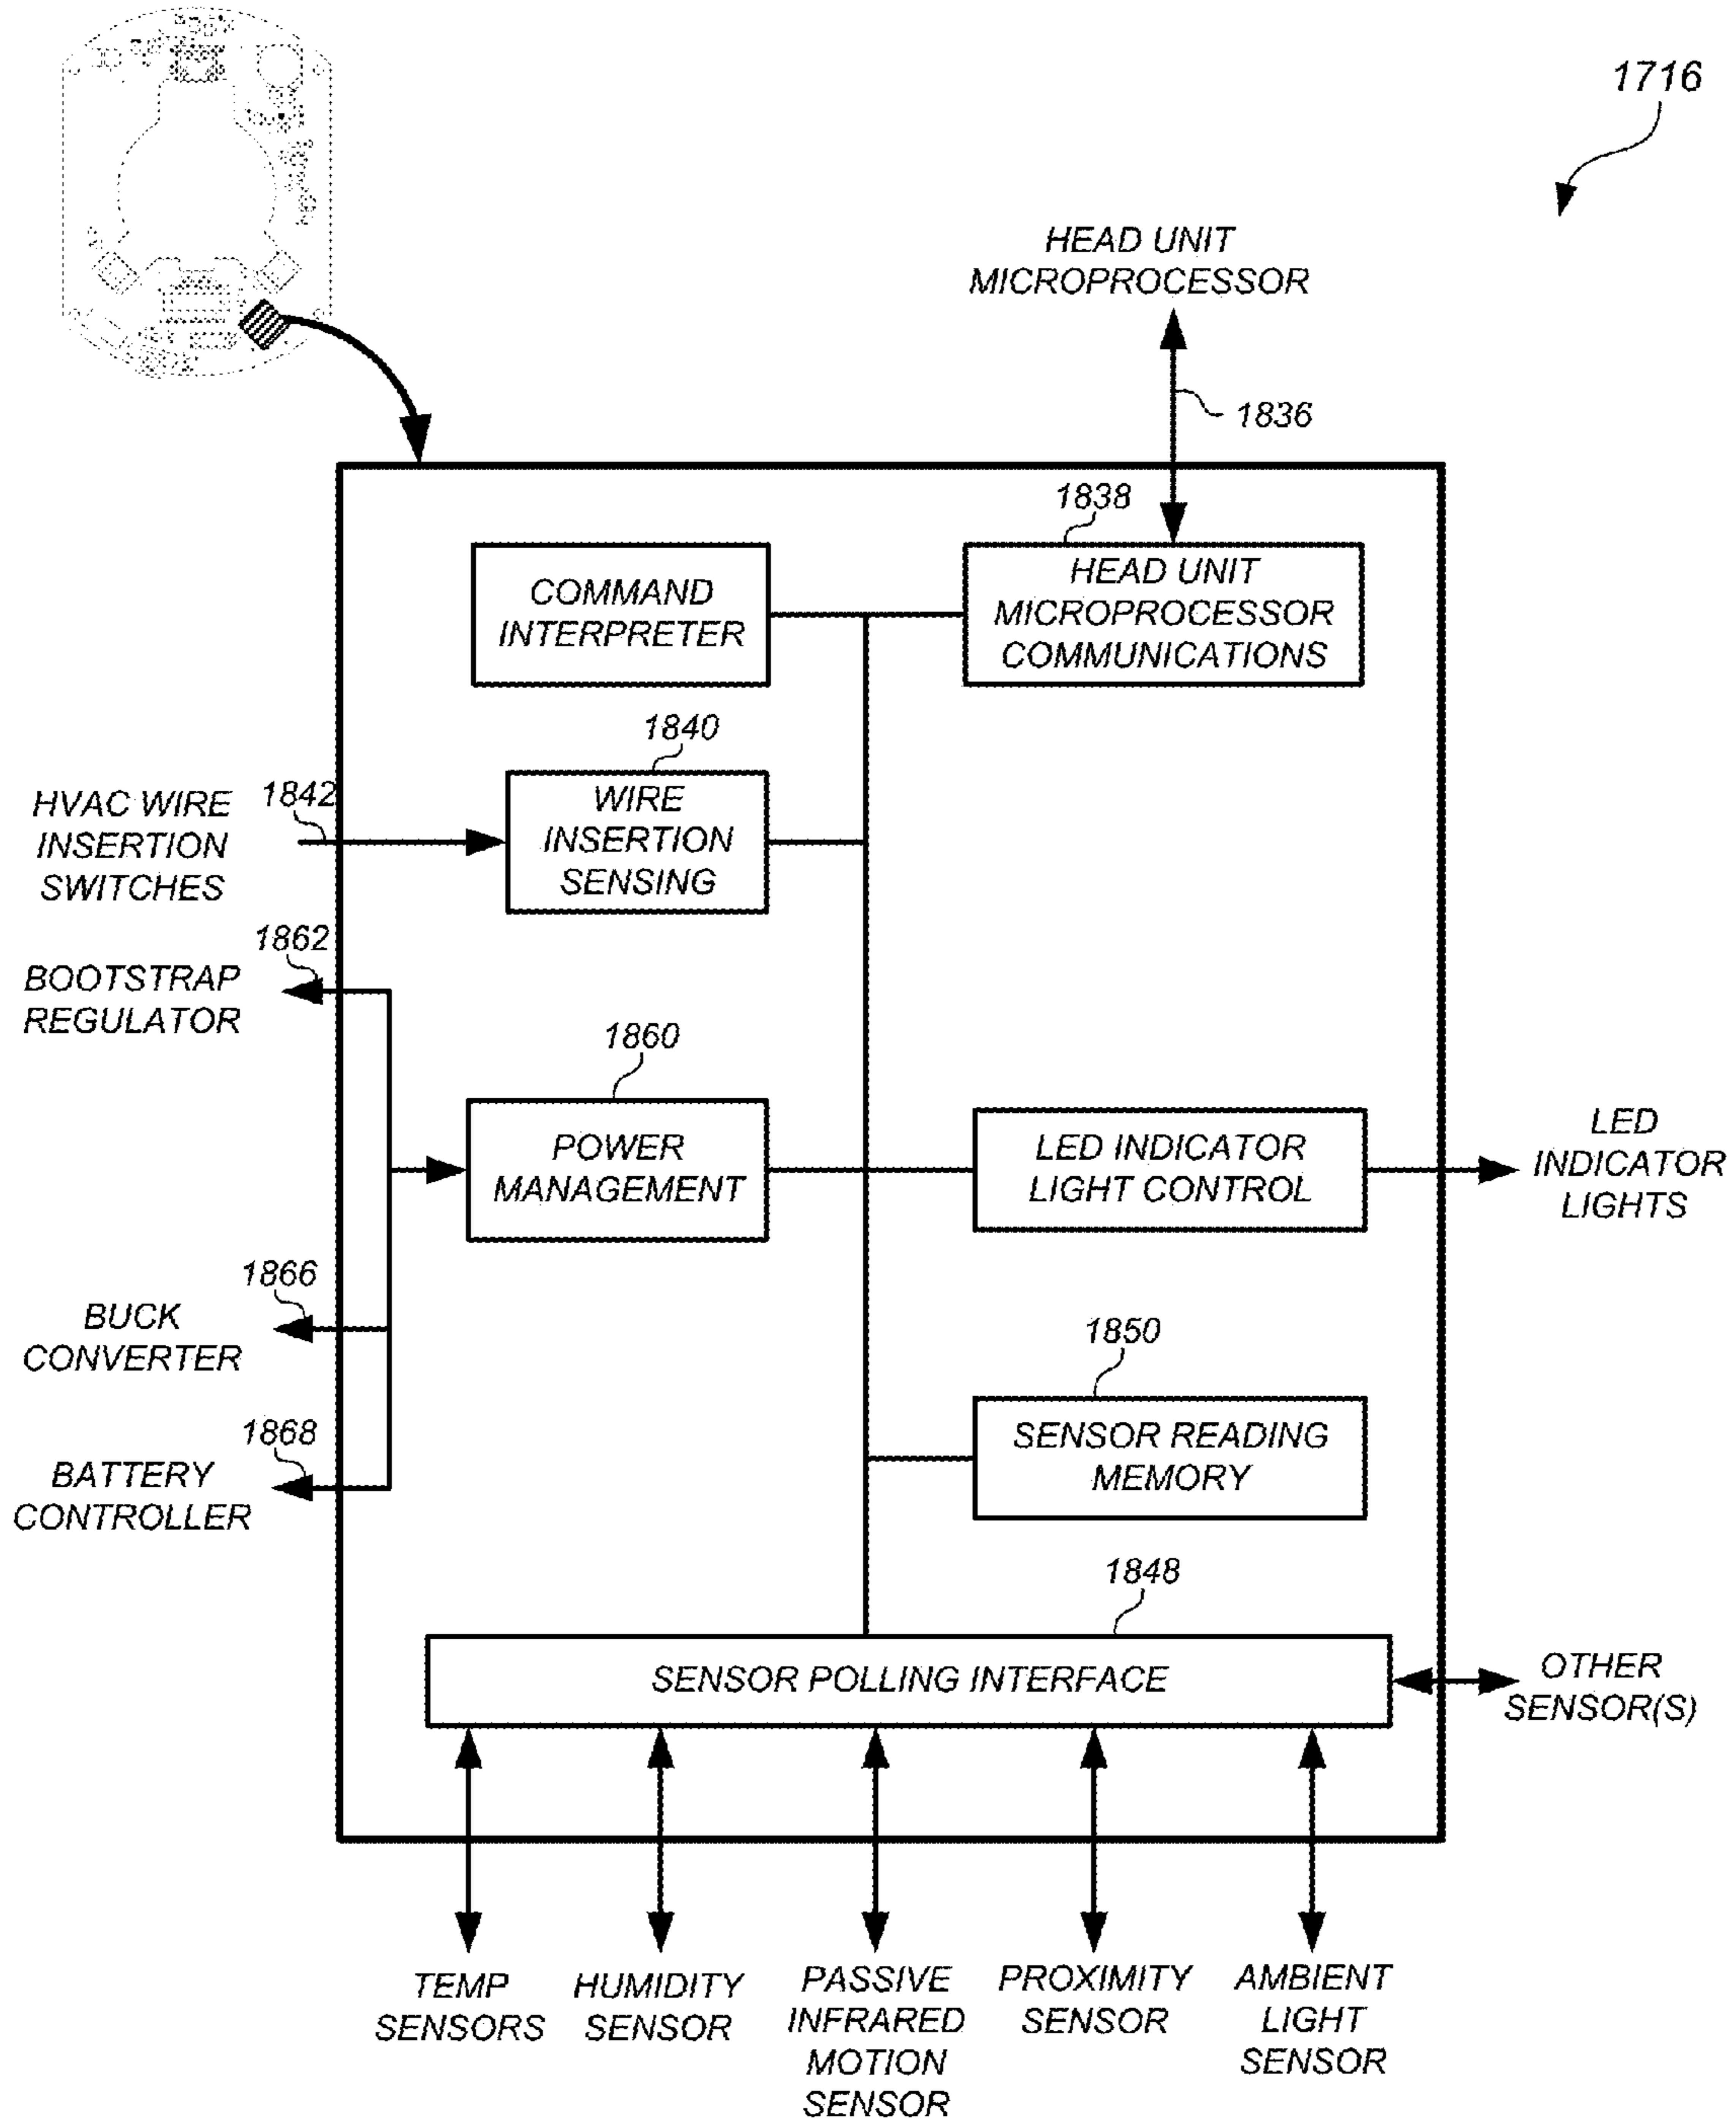 1716
HEAD UNIT
MICROPROCESSOR
1836
1838
COMMAND
INTERPRETER
HEAD UNIT
MICROPROCESSOR
COMMUNICATIONS
1840
HVAC WIRE
INSERTION
SWITCHES
1842
WIRE
INSERTION
SENSING
1862
BOOTSTRAP
REGULATOR
1860
POWER
MANAGEMENT
LED INDICATOR
LIGHT CONTROL
LED
INDICATOR
LIGHTS
1866
BUCK
CONVERTER
1850
SENSOR READING
MEMORY
1868
BATTERY
CONTROLLER
1848
SENSOR POLLING INTERFACE
OTHER
SENSOR(S)
TEMP
SENSORS
HUMIDITY
SENSOR
PASSIVE
INFRARED
MOTION
SENSOR
PROXIMITY
SENSOR
AMBIENT
LIGHT
SENSOR